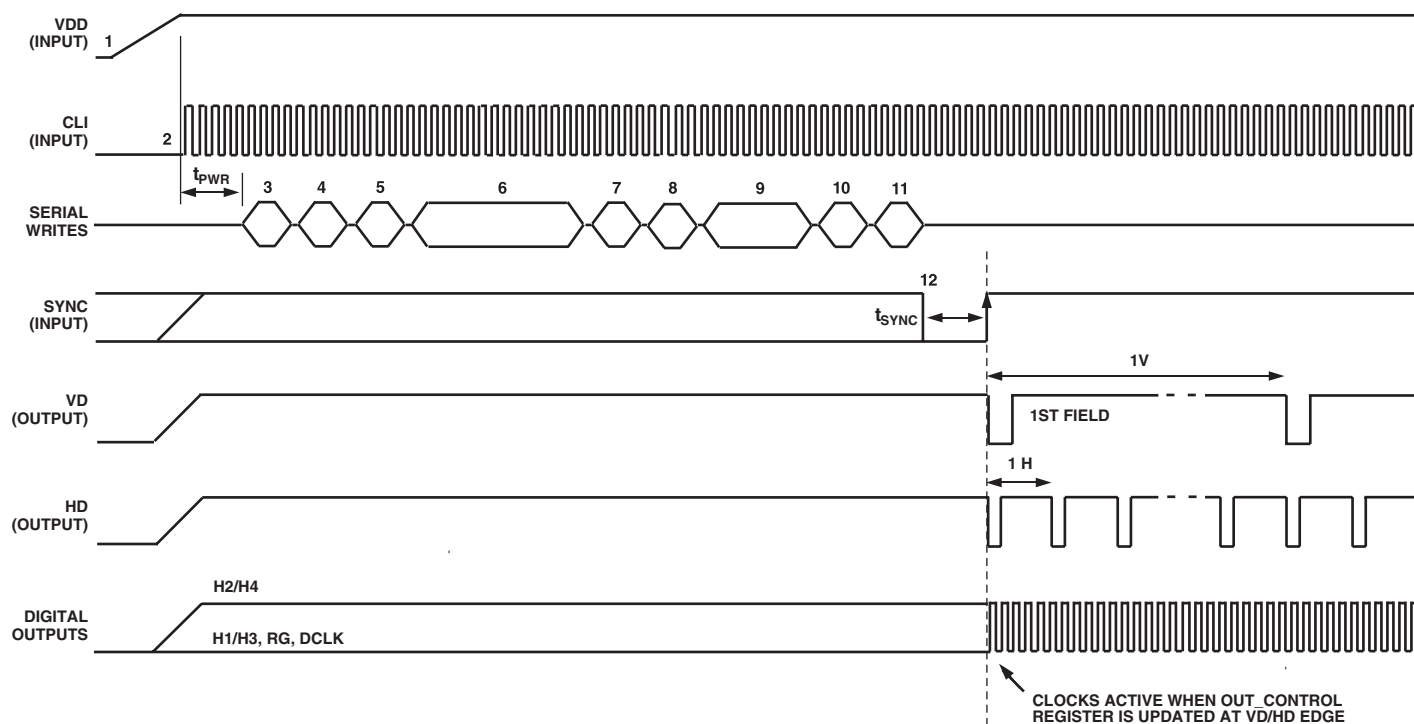 VDD
(INPUT)
1
CLI
(INPUT)
2
tPWR
SERIAL
WRITES
3
4
5
6
7
8
9
10
11
SYNC
(INPUT)
12
tSYNC
1V
VD
(OUTPUT)
1ST FIELD
1 H
HD
(OUTPUT)
H2/H4
DIGITAL
OUTPUTS
H1/H3, RG, DCLK
CLOCKS ACTIVE WHEN OUT_CONTROL
REGISTER IS UPDATED AT VD/HD EDGE